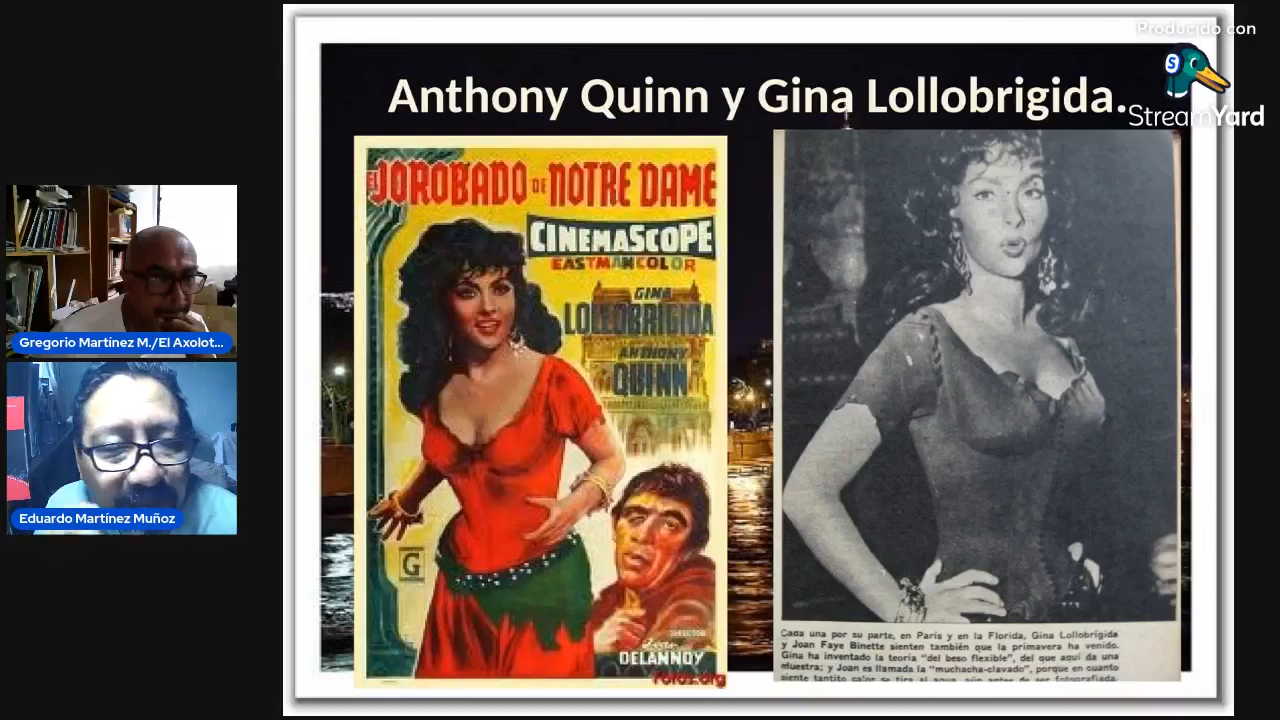 Producido con
StreamYard
S
Anthony Quinn y Gina Lollobrigida.
EL JOROBADO DE NOTRE DAME
CINEMASCOPE
EASTMANCOLOR
GINA
LOLLOBRIGIDA
ANTHONY
QUINN
G
DIRECTOR
DELANNOY
Cada una por su parte, en París y en la Florida, Gina Lollobrigida
y Joan Faye Binette sienten también que la primavera ha venido.
Gina ha inventado la teoría "del beso flexible", del que aquí da una
muestra; y Joan es llamada la "muchacha-clavado", porque en cuanto
siente tantito calor se tira al agua, aún antes de ser fotografiada.
Gregorio Martínez M./El Axolot...
Eduardo Martínez Muñoz